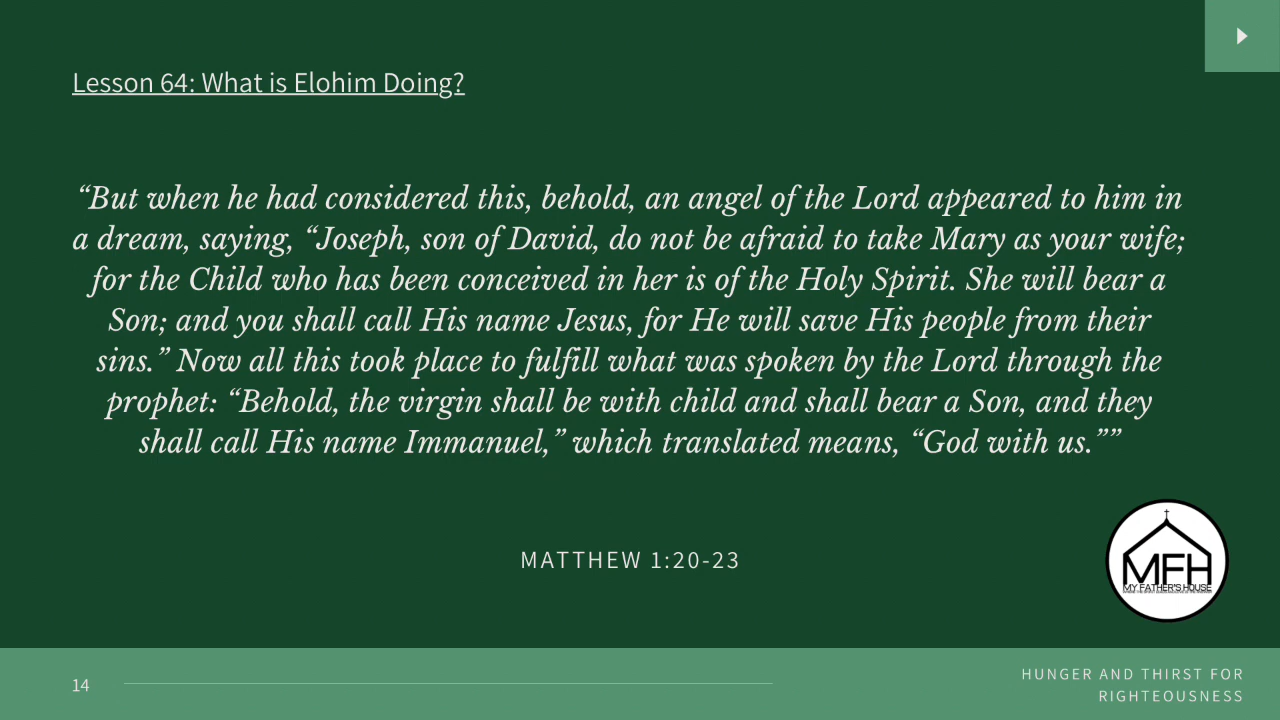 Lesson 64: What is Elohim Doing?
“But when he had considered this, behold, an angel of the Lord appeared to him in
a dream, saying, “Joseph, son of David, do not be afraid to take Mary as your wife;
for the Child who has been conceived in her is of the Holy Spirit. She will bear a
Son; and you shall call His name Jesus, for He will save His people from their
sins.” Now all this took place to fulfill what was spoken by the Lord through the
prophet: “Behold, the virgin shall be with child and shall bear a Son, and they
shall call His name Immanuel,” which translated means, “God with us.””
MATTHEW 1:20-23
MFH
MY FATHER'S HOUSE
14
HUNGER AND THIRST FOR
RIGHTEOUSNESS